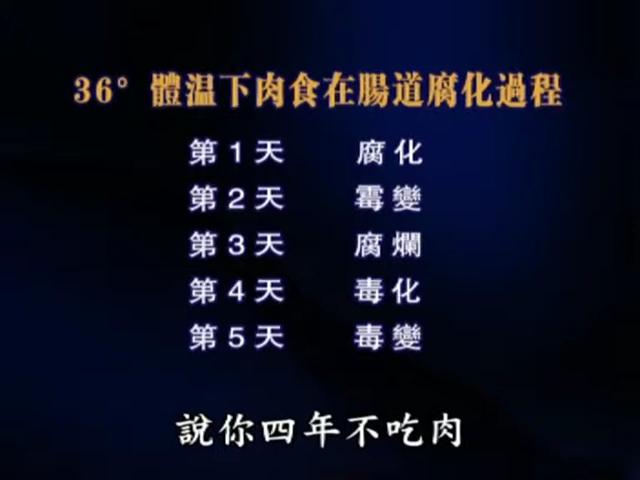 36°體温下肉食在腸道腐化過程
第1天 腐化
第2天 霉變
第3天 腐爛
第4天 毒化
第5天 毒變
說你四年不吃肉